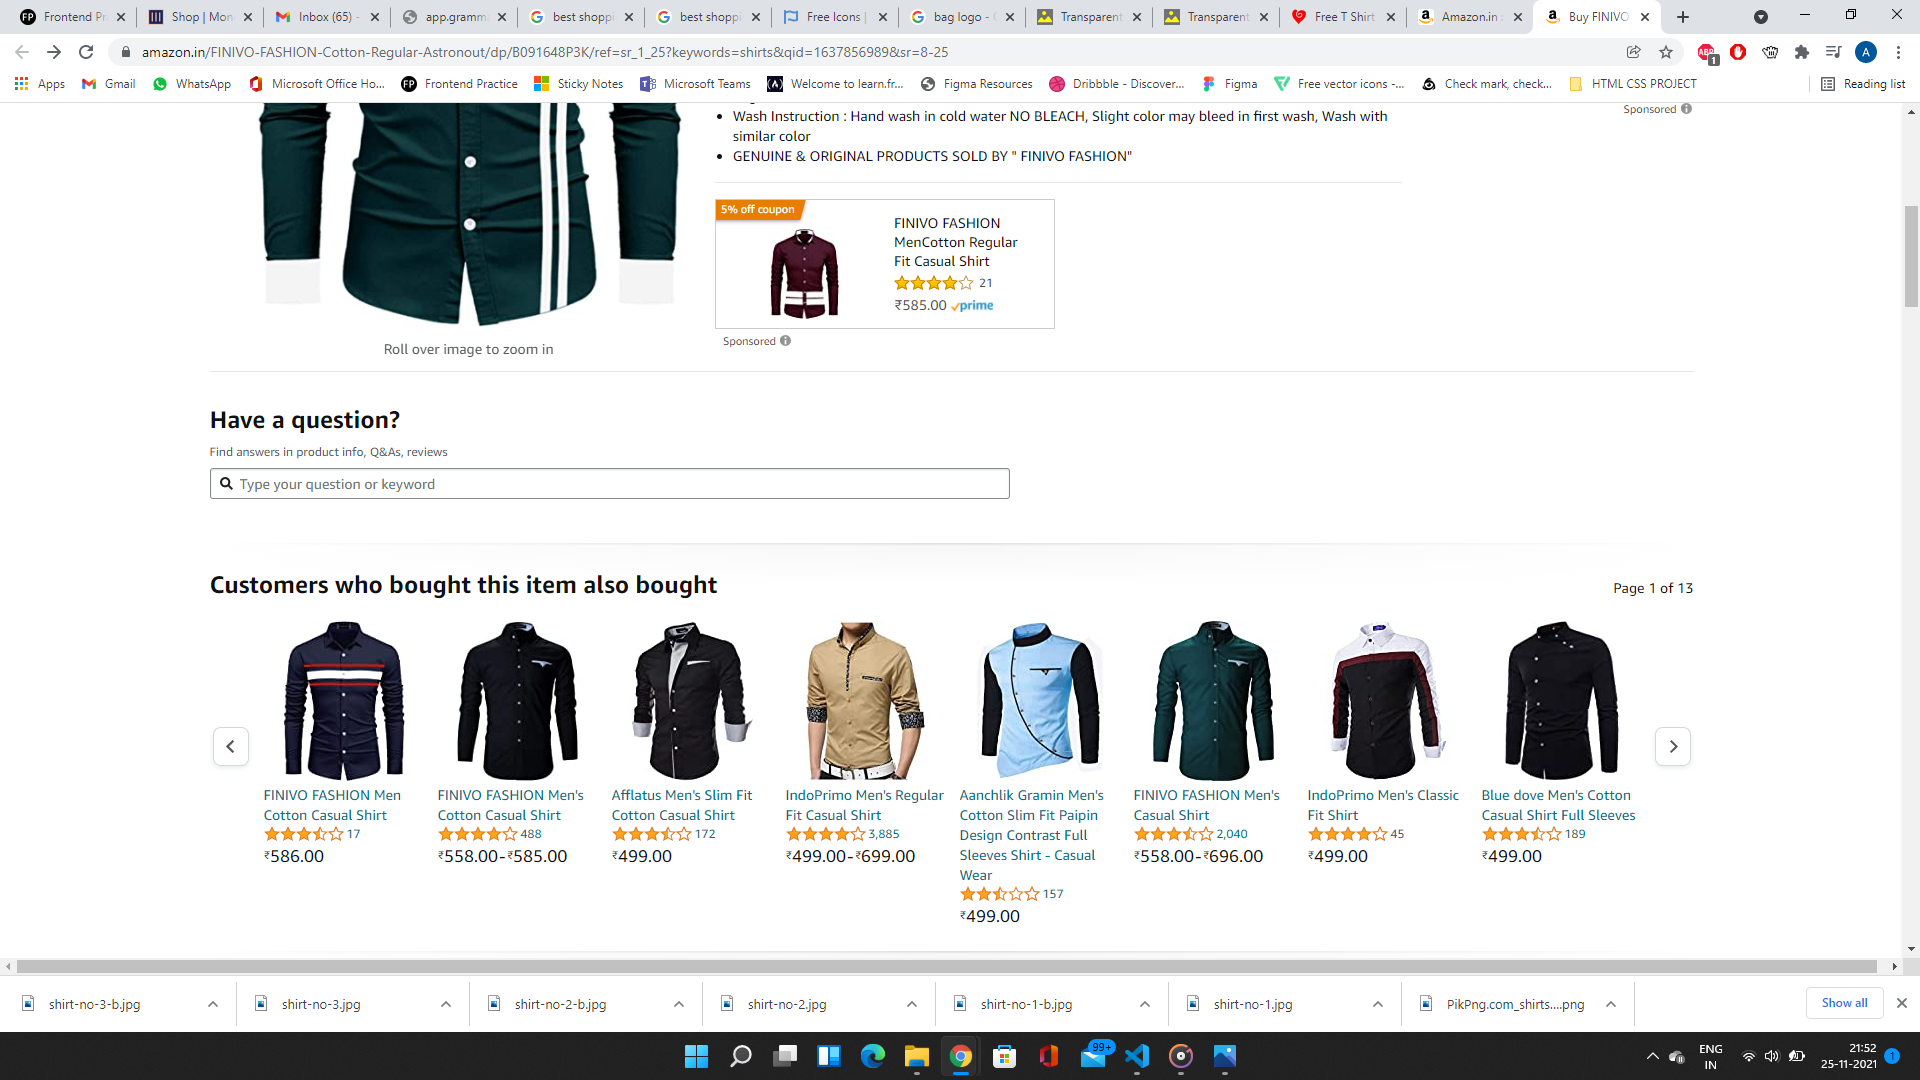 Frontend Pr
Shop | Mon
Inbox (65) -
app.gramm
best shoppi
best shoppi
Free Icons |
bag logo - G
Transparent
Transparent
Free T Shirt
Amazon.in :
Buy FINIVO
amazon.in/FINIVO-FASHION-Cotton-Regular-Astronout/dp/B091648P3K/ref=sr_1_25?keywords=shirts&qid=1637856989&sr=8-25
ABP
1
A
Apps
Gmail
WhatsApp
Microsoft Office Ho...
Frontend Practice
Sticky Notes
Microsoft Teams
Welcome to learn.fr...
Figma Resources
Dribbble - Discover...
Figma
Free vector icons -...
Check mark, check...
HTML CSS PROJECT
Reading list
Wash Instruction : Hand wash in cold water NO BLEACH, Slight color may bleed in first wash, Wash with
similar color
GENUINE & ORIGINAL PRODUCTS SOLD BY " FINIVO FASHION"
Sponsored
5% off coupon
FINIVO FASHION
MenCotton Regular
Fit Casual Shirt
21
₹585.00 prime
Sponsored
Roll over image to zoom in
Have a question?
Find answers in product info, Q&As, reviews
Type your question or keyword
Customers who bought this item also bought
Page 1 of 13
FINIVO FASHION Men
Cotton Casual Shirt
17
₹586.00
FINIVO FASHION Men's
Cotton Casual Shirt
488
₹558.00-₹585.00
Afflatus Men's Slim Fit
Cotton Casual Shirt
172
₹499.00
IndoPrimo Men's Regular
Fit Casual Shirt
3,885
₹499.00-₹699.00
Aanchlik Gramin Men's
Cotton Slim Fit Paipin
Design Contrast Full
Sleeves Shirt - Casual
Wear
157
₹499.00
FINIVO FASHION Men's
Casual Shirt
2,040
₹558.00-₹696.00
IndoPrimo Men's Classic
Fit Shirt
45
₹499.00
Blue dove Men's Cotton
Casual Shirt Full Sleeves
189
₹499.00
shirt-no-3-b.jpg
shirt-no-3.jpg
shirt-no-2-b.jpg
shirt-no-2.jpg
shirt-no-1-b.jpg
shirt-no-1.jpg
PikPng.com_shirts....png
Show all
99+
ENG
IN
21:52
25-11-2021
1